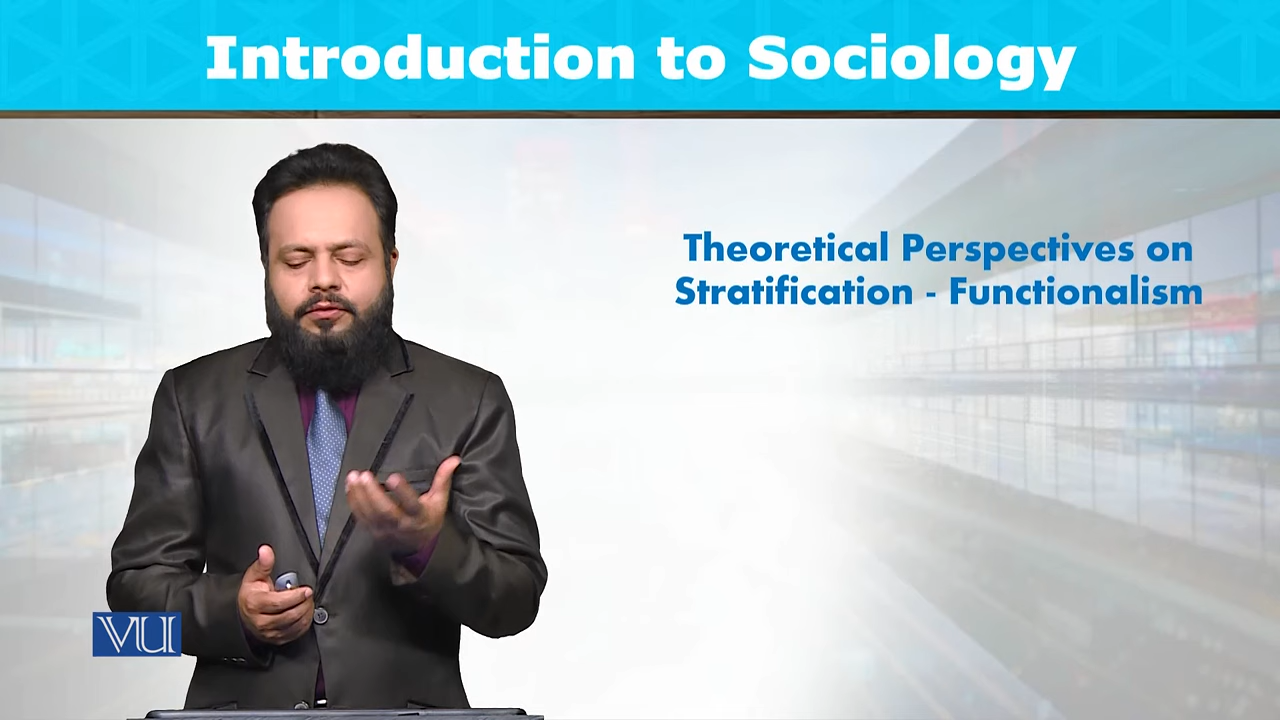 Introduction to Sociology
Theoretical Perspectives on
Stratification - Functionalism
VU